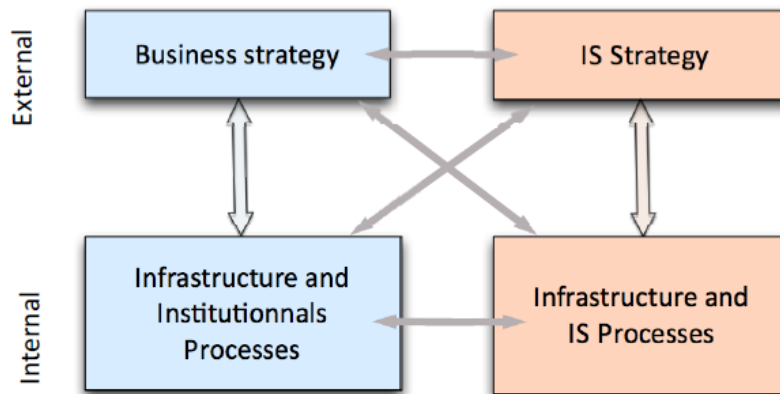 External
Business strategy
IS Strategy
Internal
Infrastructure and
Institutionnals
Processes
Infrastructure and
IS Processes